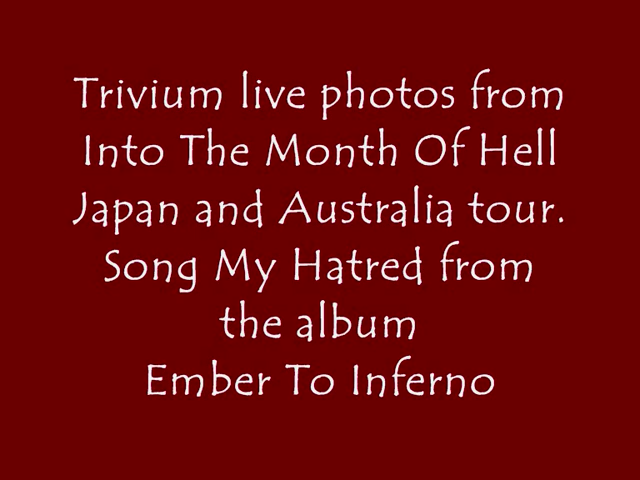 Trivium live photos from
Into The Month Of Hell
Japan and Australia tour.
Song My Hatred from
the album
Ember To Inferno